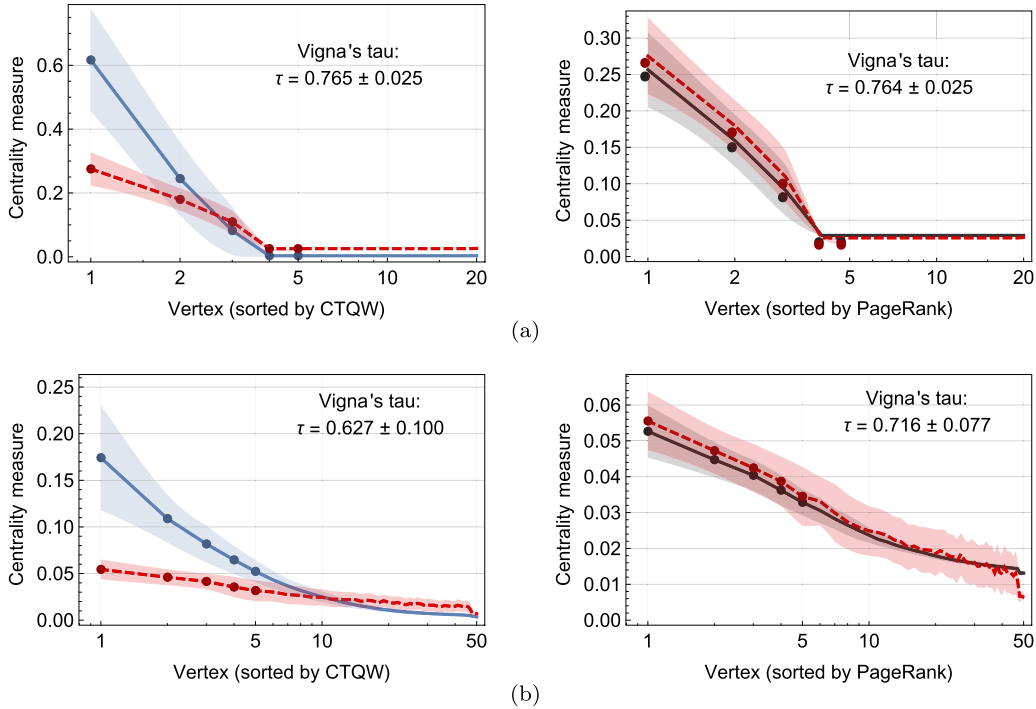 Vigna's tau:
τ = 0.765 ± 0.025
Centrality measure
0.6
0.4
0.2
0.0
1
2
5
10
20
Vertex (sorted by CTQW)
Vigna's tau:
τ = 0.764 ± 0.025
Centrality measure
0.30
0.25
0.20
0.15
0.10
0.05
0.00
1
2
5
10
20
Vertex (sorted by PageRank)
(a)
Vigna's tau:
τ = 0.627 ± 0.100
Centrality measure
0.25
0.20
0.15
0.10
0.05
0.00
1
5
10
50
Vertex (sorted by CTQW)
Vigna's tau:
τ = 0.716 ± 0.077
Centrality measure
0.06
0.05
0.04
0.03
0.02
0.01
0.00
1
5
10
50
Vertex (sorted by PageRank)
(b)